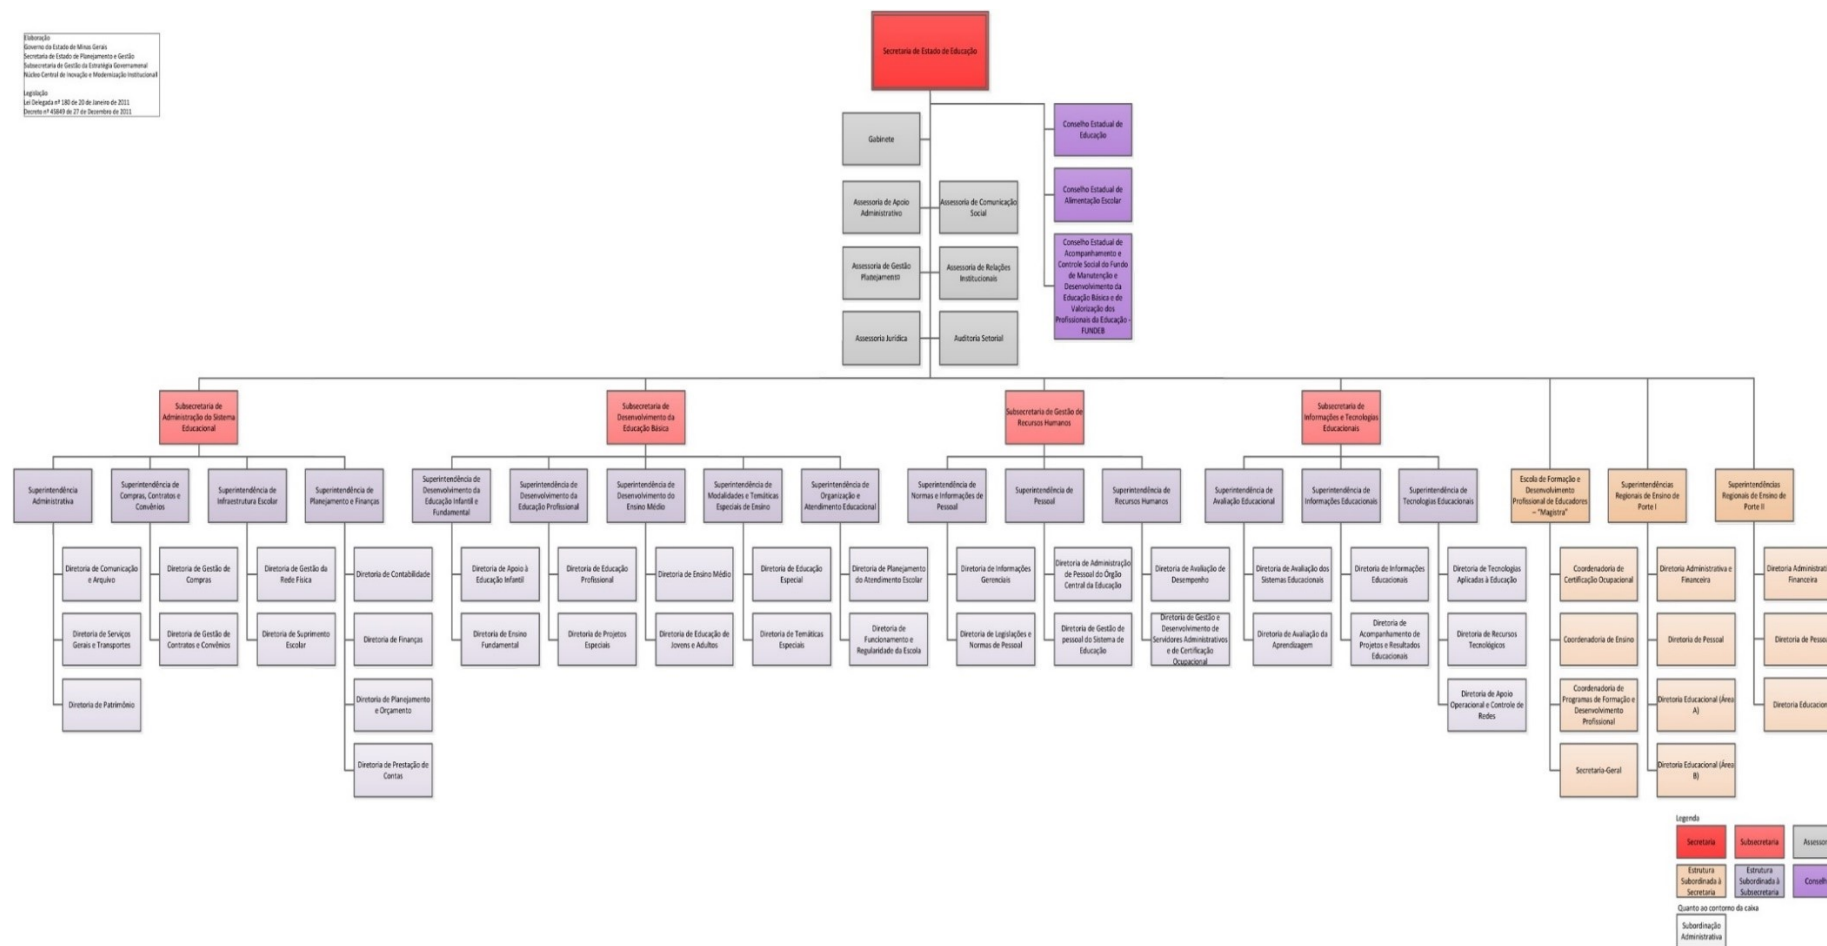 Elaboração
Governo do Estado de Minas Gerais
Secretaria de Estado de Planejamento e Gestão
Subsecretaria de Gestão da Estratégia Governamenal
Núcleo Central de Inovação e Modernização Institucional
Legislação
Lei Delegada nº 180 de 20 de Janeiro de 2011
Decreto nº 45849 de 27 de Dezembro de 2011
Secretaria de Estado de Educação
Gabinete
Conselho Estadual de
Educação
Assessoria de Apoio
Administrativo
Assessoria de Comunicação
Social
Conselho Estadual de
Alimentação Escolar
Assessoria de Gestão
Planejamento
Assessoria de Relações
Institucionais
Conselho Estadual de
Acompanhamento e
Controle Social do Fundo
de Manutenção e
Desenvolvimento da
Educação Básica e de
Valorização dos
Profissionais da Educação –
FUNDEB
Assessoria Jurídica
Auditoria Setorial
Subsecretaria de
Administração do Sistema
Educacional
Subsecretaria de
Desenvolvimento da
Educação Básica
Subsecretaria de Gestão de
Recursos Humanos
Subsecretaria de
Informações e Tecnologias
Educacionais
Superintendência
Administrativa
Superintendência de
Compras, Contratos e
Convênios
Superintendência de
Infraestrutura Escolar
Superintendência de
Planejamento e Finanças
Superintendência de
Desenvolvimento da
Educação Infantil e
Fundamental
Superintendência de
Desenvolvimento da
Educação Profissional
Superintendência de
Desenvolvimento do
Ensino Médio
Superintendência de
Modalidades e Temáticas
Especiais de Ensino
Superintendência de
Organização e
Atendimento Educacional
Superintendência de
Normas e Informações de
Pessoal
Superintendência de
Pessoal
Superintendência de
Recursos Humanos
Superintendência de
Avaliação Educacional
Superintendência de
Informações Educacionais
Superintendência de
Tecnologias Educacionais
Escola de Formação e
Desenvolvimento
Profissional de Educadores
– "Magistra"
Superintendências
Regionais de Ensino de
Porte I
Superintendências
Regionais de Ensino de
Porte II
Diretoria de Comunicação
e Arquivo
Diretoria de Gestão de
Compras
Diretoria de Gestão da
Rede Física
Diretoria de Contabilidade
Diretoria de Apoio à
Educação Infantil
Diretoria de Educação
Profissional
Diretoria de Ensino Médio
Diretoria de Educação
Especial
Diretoria de Planejamento
do Atendimento Escolar
Diretoria de Informações
Gerenciais
Diretoria de Administração
de Pessoal do Órgão
Central da Educação
Diretoria de Avaliação de
Desempenho
Diretoria de Avaliação dos
Sistemas Educacionais
Diretoria de Informações
Educacionais
Diretoria de Tecnologias
Aplicadas à Educação
Coordenadoria de
Certificação Ocupacional
Diretoria Administrativa e
Financeira
Diretoria Administrati
Financeira
Diretoria de Serviços
Gerais e Transportes
Diretoria de Gestão de
Contratos e Convênios
Diretoria de Suprimento
Escolar
Diretoria de Finanças
Diretoria de Ensino
Fundamental
Diretoria de Projetos
Especiais
Diretoria de Educação de
Jovens e Adultos
Diretoria de Temáticas
Especiais
Diretoria de
Funcionamento e
Regularidade da Escola
Diretoria de Legislações e
Normas de Pessoal
Diretoria de Gestão de
pessoal do Sistema de
Educação
Diretoria de Gestão e
Desenvolvimento de
Servidores Administrativos
e de Certificação
Ocupacional
Diretoria de Avaliação da
Aprendizagem
Diretoria de
Acompanhamento de
Projetos e Resultados
Educacionais
Diretoria de Recursos
Tecnológicos
Coordenadoria de Ensino
Diretoria de Pessoal
Diretoria de Pessoa
Diretoria de Patrimônio
Diretoria de Planejamento
e Orçamento
Diretoria de Apoio
Operacional e Controle de
Redes
Coordenadoria de
Programas de Formação e
Desenvolvimento
Profissional
Diretoria Educacional (Área
A)
Diretoria Educacion
Diretoria de Prestação de
Contas
Secretaria-Geral
Diretoria Educacional (Área
B)
Legenda
Secretaria
Subsecretaria
Assessor
Estrutura
Subordinada à
Secretaria
Estrutura
Subordinada à
Subsecretaria
Conselh
Quanto ao contorno da caixa
Subordinação
Administrativa